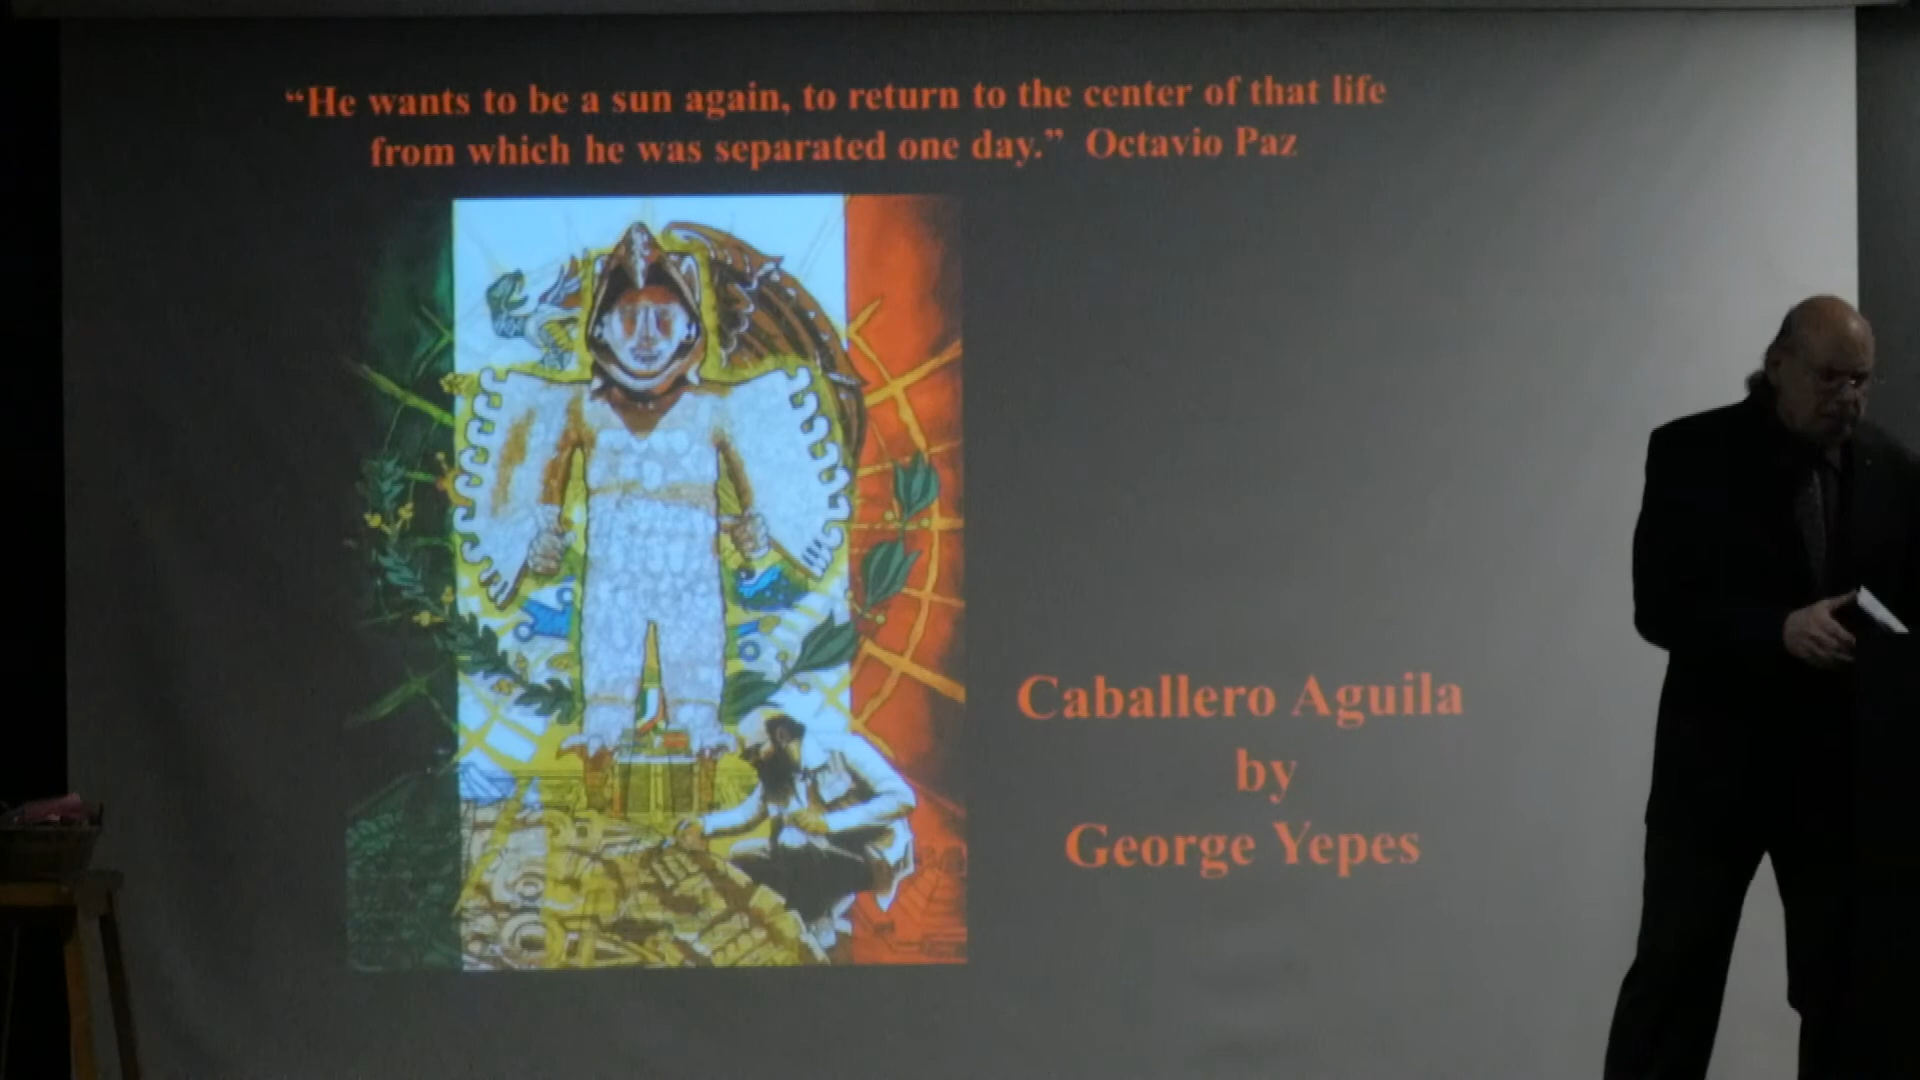 “He wants to be a sun again, to return to the center of that life
from which he was separated one day.” Octavio Paz
Caballero Aguila
by
George Yepes